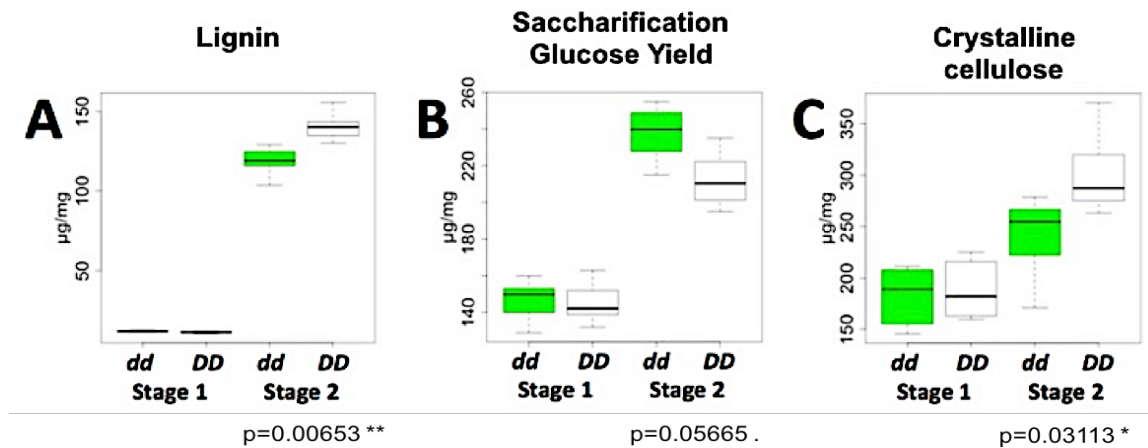 Lignin
Saccharification
Glucose Yield
Crystalline
cellulose
A
µg/mg
150
100
50
dd DD dd DD
Stage 1 Stage 2
B
µg/mg
260
220
180
140
dd DD dd DD
Stage 1 Stage 2
C
µg/mg
350
300
250
200
150
dd DD dd DD
Stage 1 Stage 2
p=0.00653 **
p=0.05665 .
p=0.03113 *